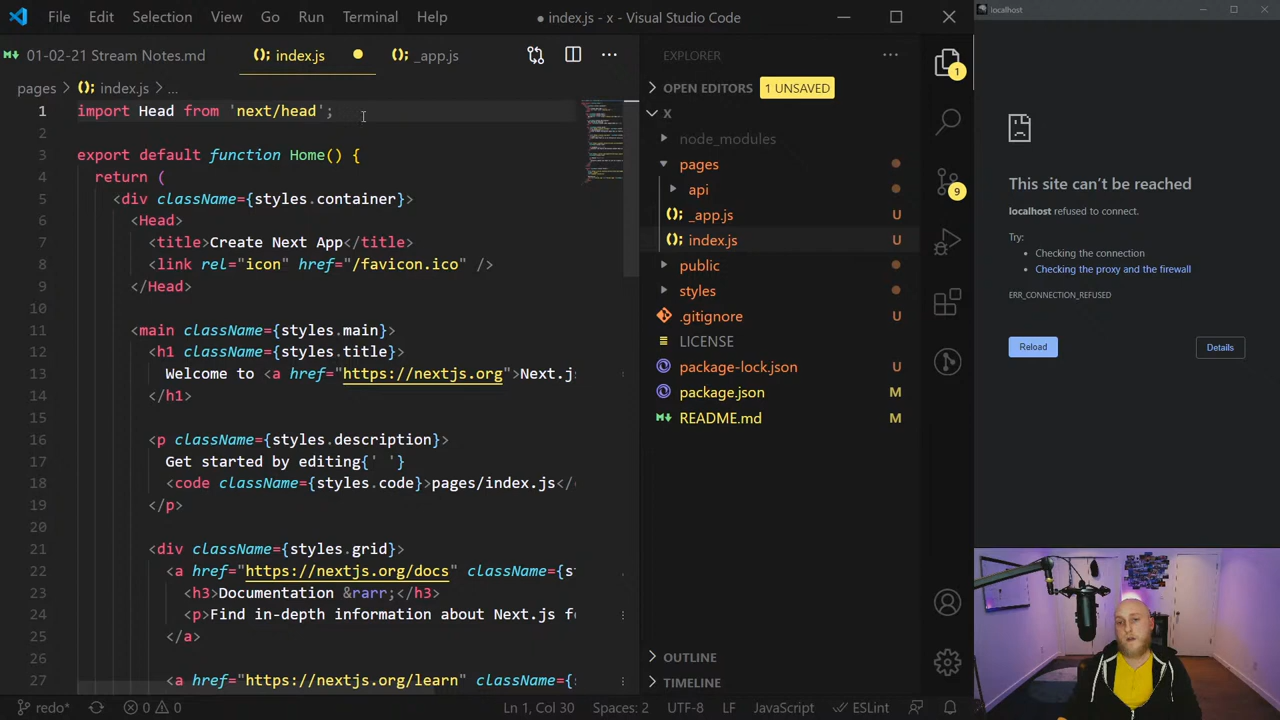 File Edit Selection View Go Run Terminal Help ● index.js - x - Visual Studio Code
01-02-21 Stream Notes.md index.js _app.js
pages index.js ...
1 import Head from 'next/head';
2
3 export default function Home() {
4 return (
5 <div className={styles.container}>
6 <Head>
7 <title>Create Next App</title>
8 <link rel="icon" href="/favicon.ico" />
9 </Head>
10
11 <main className={styles.main}>
12 <h1 className={styles.title}>
13 Welcome to <a href="https://nextjs.org">Next.js
14 </h1>
15
16 <p className={styles.description}>
17 Get started by editing{' '}
18 <code className={styles.code}>pages/index.js</
19 </p>
20
21 <div className={styles.grid}>
22 <a href="https://nextjs.org/docs" className={s
23 <h3>Documentation &rarr;</h3>
24 <p>Find in-depth information about Next.js f
25 </a>
26
27 <a href="https://nextjs.org/learn" className={
EXPLORER
OPEN EDITORS 1 UNSAVED
X
node_modules
pages
api
_app.js U
index.js U
public
styles
.gitignore U
LICENSE
package-lock.json U
package.json M
README.md M
OUTLINE
TIMELINE
1
9
localhost
This site can't be reached
localhost refused to connect.
Try:
• Checking the connection
• Checking the proxy and the firewall
ERR_CONNECTION_REFUSED
Reload Details
redo* 0 0 Ln 1, Col 30 Spaces: 2 UTF-8 LF JavaScript ESLint